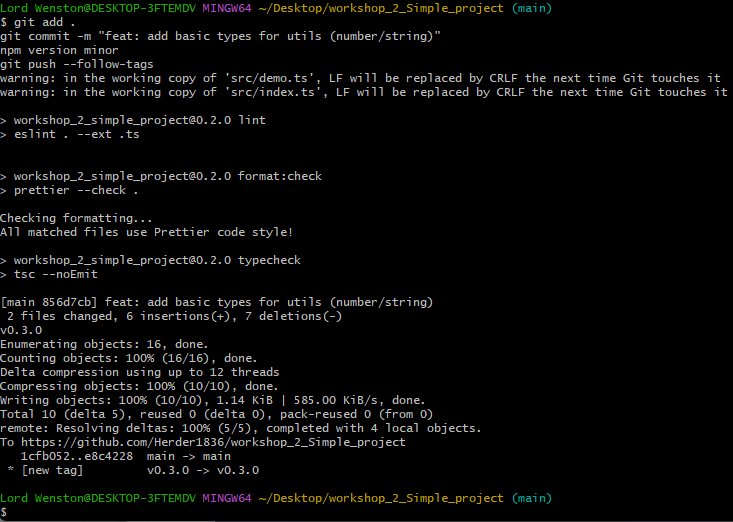 Lord Wenston@DESKTOP-3FTEMDV MINGW64 ~/Desktop/workshop_2_Simple_project (main)
$ git add .
git commit -m "feat: add basic types for utils (number/string)"
npm version minor
git push --follow-tags
warning: in the working copy of 'src/demo.ts', LF will be replaced by CRLF the next time Git touches it
warning: in the working copy of 'src/index.ts', LF will be replaced by CRLF the next time Git touches it
> workshop_2_simple_project@0.2.0 lint
> eslint . --ext .ts
> workshop_2_simple_project@0.2.0 format:check
> prettier --check .
Checking formatting...
All matched files use Prettier code style!
> workshop_2_simple_project@0.2.0 typecheck
> tsc --noEmit
[main 856d7cb] feat: add basic types for utils (number/string)
2 files changed, 6 insertions(+), 7 deletions(-)
v0.3.0
Enumerating objects: 16, done.
Counting objects: 100% (16/16), done.
Delta compression using up to 12 threads
Compressing objects: 100% (10/10), done.
Writing objects: 100% (10/10), 1.14 KiB | 585.00 KiB/s, done.
Total 10 (delta 5), reused 0 (delta 0), pack-reused 0 (from 0)
remote: Resolving deltas: 100% (5/5), completed with 4 local objects.
To https://github.com/Herder1836/workshop_2_Simple_project
1cfb052..e8c4228  main -> main
* [new tag]         v0.3.0 -> v0.3.0
Lord Wenston@DESKTOP-3FTEMDV MINGW64 ~/Desktop/workshop_2_Simple_project (main)
$